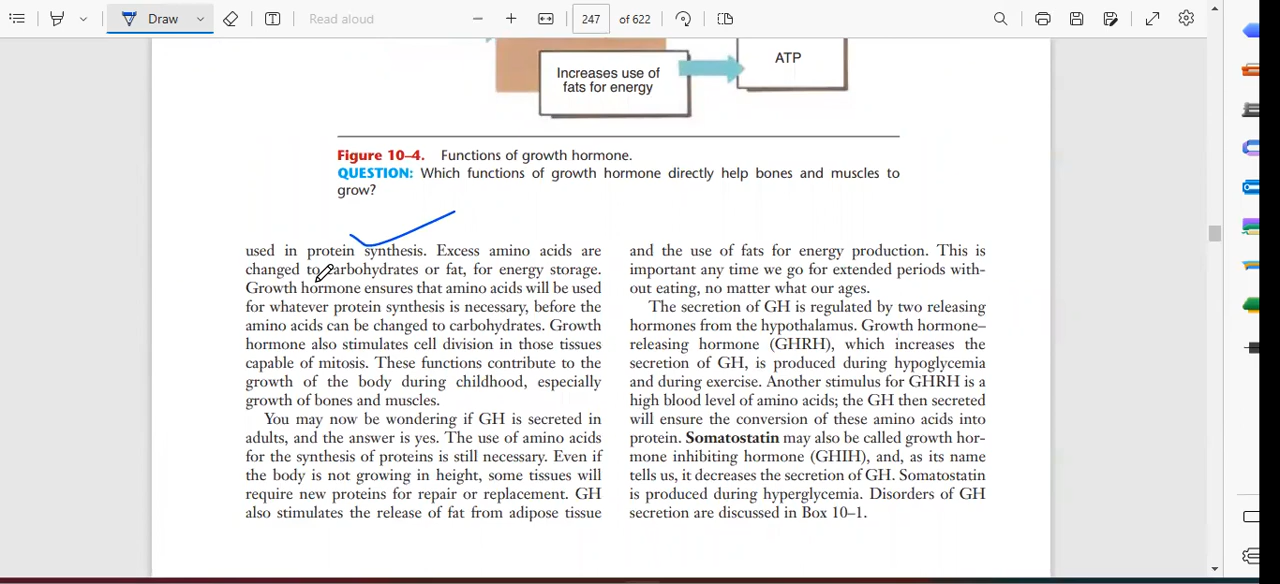 Draw
Read aloud
247
of 622
ATP
Increases use of
fats for energy
Figure 10–4. Functions of growth hormone.
QUESTION: Which functions of growth hormone directly help bones and muscles to
grow?
used in protein synthesis. Excess amino acids are
changed to carbohydrates or fat, for energy storage.
Growth hormone ensures that amino acids will be used
for whatever protein synthesis is necessary, before the
amino acids can be changed to carbohydrates. Growth
hormone also stimulates cell division in those tissues
capable of mitosis. These functions contribute to the
growth of the body during childhood, especially
growth of bones and muscles.
You may now be wondering if GH is secreted in
adults, and the answer is yes. The use of amino acids
for the synthesis of proteins is still necessary. Even if
the body is not growing in height, some tissues will
require new proteins for repair or replacement. GH
also stimulates the release of fat from adipose tissue
and the use of fats for energy production. This is
important any time we go for extended periods with-
out eating, no matter what our ages.
The secretion of GH is regulated by two releasing
hormones from the hypothalamus. Growth hormone–
releasing hormone (GHRH), which increases the
secretion of GH, is produced during hypoglycemia
and during exercise. Another stimulus for GHRH is a
high blood level of amino acids; the GH then secreted
will ensure the conversion of these amino acids into
protein. Somatostatin may also be called growth hor-
mone inhibiting hormone (GHIH), and, as its name
tells us, it decreases the secretion of GH. Somatostatin
is produced during hyperglycemia. Disorders of GH
secretion are discussed in Box 10–1.